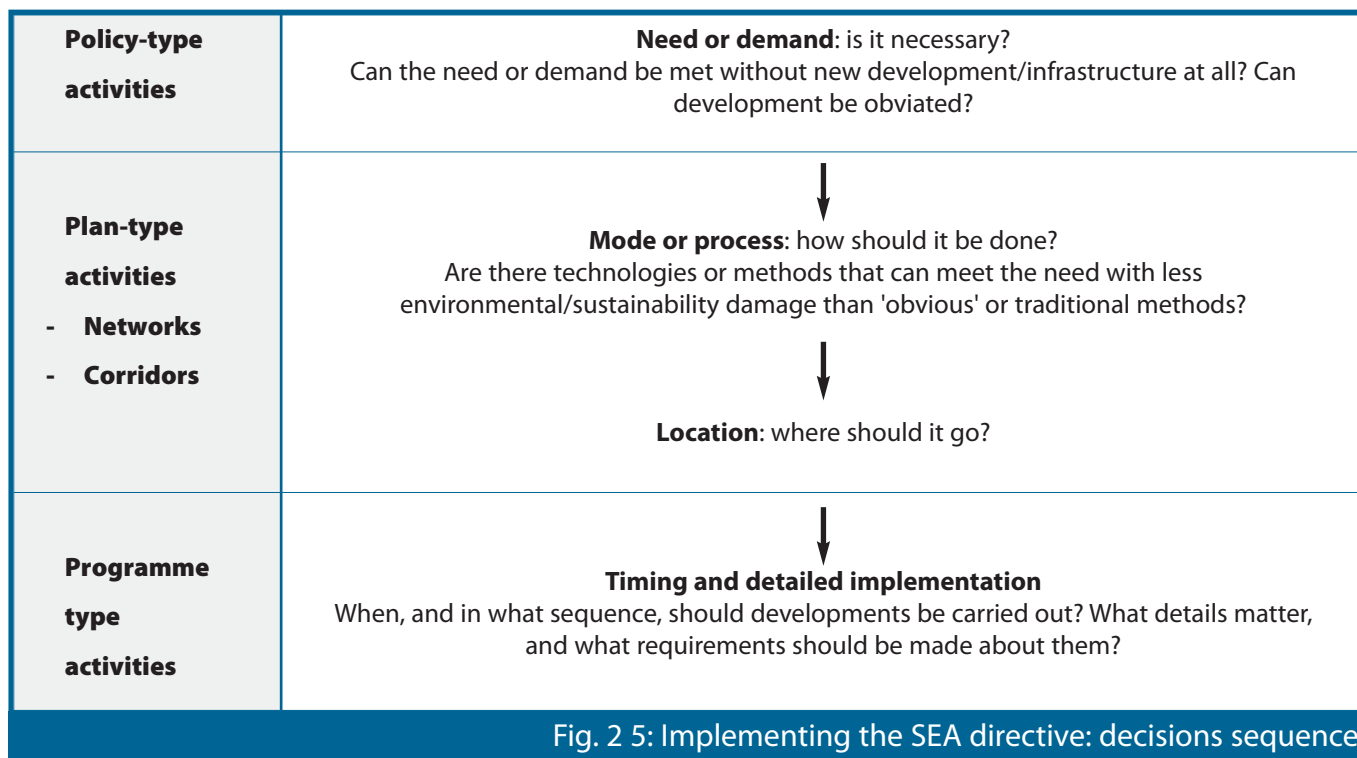 Policy-type
activities
Need or demand: is it necessary?
Can the need or demand be met without new development/infrastructure at all? Can
development be obviated?
Plan-type
activities
- Networks
- Corridors
Mode or process: how should it be done?
Are there technologies or methods that can meet the need with less
environmental/sustainability damage than 'obvious' or traditional methods?
Location: where should it go?
Programme
type
activities
Timing and detailed implementation
When, and in what sequence, should developments be carried out? What details matter,
and what requirements should be made about them?
Fig. 2 5: Implementing the SEA directive: decisions sequence